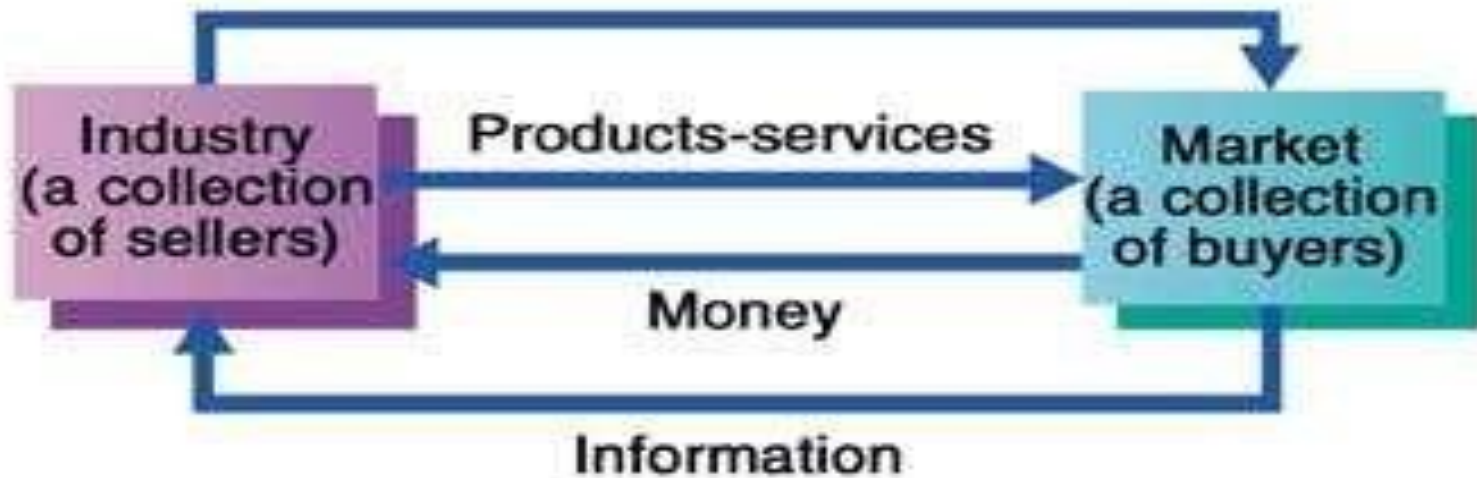 Industry
(a collection
of sellers)
Products-services
Market
(a collection
of buyers)
Money
Information